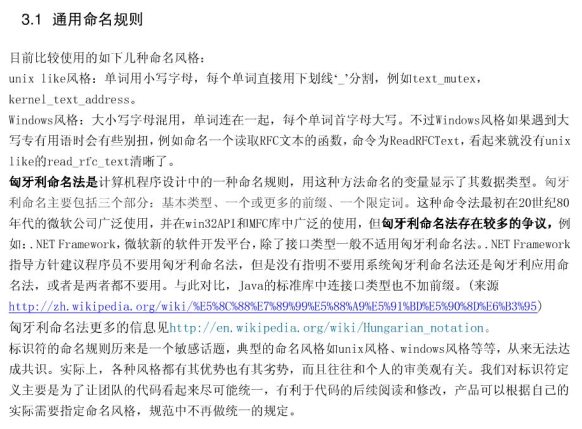 3.1 通用命名规则
目前比较使用的如下几种命名风格：
unix like风格：单词用小写字母，每个单词直接用下划线‘_’分割，例如text_mutex，
kernel_text_address。
Windows风格：大小写字母混用，单词连在一起，每个单词首字母大写。不过Windows风格如果遇到大
写专有用语时会有些别扭，例如命名一个读取RFC文本的函数，命令为ReadRFCText，看起来就没有unix
like的read_rfc_text清晰了。
匈牙利命名法是计算机程序设计中的一种命名规则，用这种方法命名的变量显示了其数据类型。匈牙
利命名主要包括三个部分：基本类型、一个或更多的前缀、一个限定词。这种命令法最初在20世纪80
年代的微软公司广泛使用，并在win32API和MFC库中广泛的使用，但匈牙利命名法存在较多的争议，例
如：.NET Framework，微软新的软件开发平台，除了接口类型一般不适用匈牙利命名法。.NET Framework
指导方针建议程序员不要用匈牙利命名法，但是没有指明不要用系统匈牙利命名法还是匈牙利应用命
名法，或者是两者都不要用。与此对比，Java的标准库中连接口类型也不加前缀。（来源
http://zh.wikipedia.org/wiki/%E5%8C%88%E7%89%99%E5%88%A9%E5%91%BD%E5%90%8D%E6%B3%95）
匈牙利命名法更多的信息见http://en.wikipedia.org/wiki/Hungarian_notation。
标识符的命名规则历来是一个敏感话题，典型的命名风格如unix风格、windows风格等等，从来无法达
成共识。实际上，各种风格都有其优势也有其劣势，而且往往和个人的审美观有关。我们对标识符定
义主要是为了让团队的代码看起来尽可能统一，有利于代码的后续阅读和修改，产品可以根据自己的
实际需要指定命名风格，规范中不再做统一的规定。